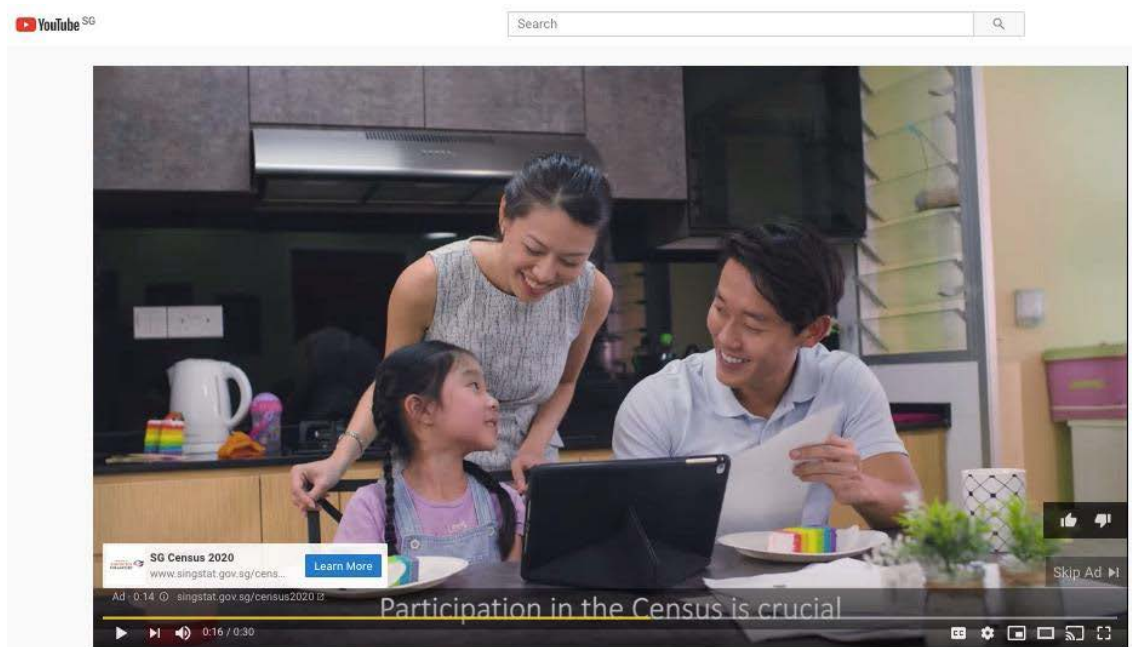 YouTube SG
Search
SG Census 2020
www.singstat.gov.sg/cens...
Learn More
Skip Ad
Ad · 0:14 singstat.gov.sg/census2020
Participation in the Census is crucial
0:16 / 0:30
CC